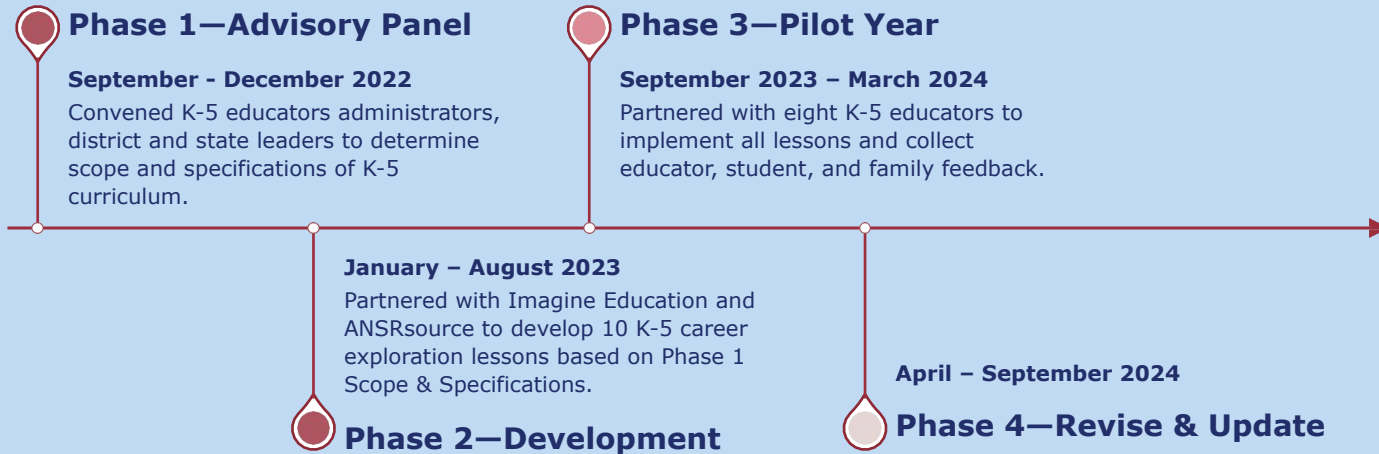 Phase 1—Advisory Panel
September - December 2022
Convened K-5 educators administrators,
district and state leaders to determine
scope and specifications of K-5
curriculum.
January – August 2023
Partnered with Imagine Education and
ANSRsource to develop 10 K-5 career
exploration lessons based on Phase 1
Scope & Specifications.
Phase 2—Development
Phase 3—Pilot Year
September 2023 – March 2024
Partnered with eight K-5 educators to
implement all lessons and collect
educator, student, and family feedback.
April – September 2024
Phase 4—Revise & Update